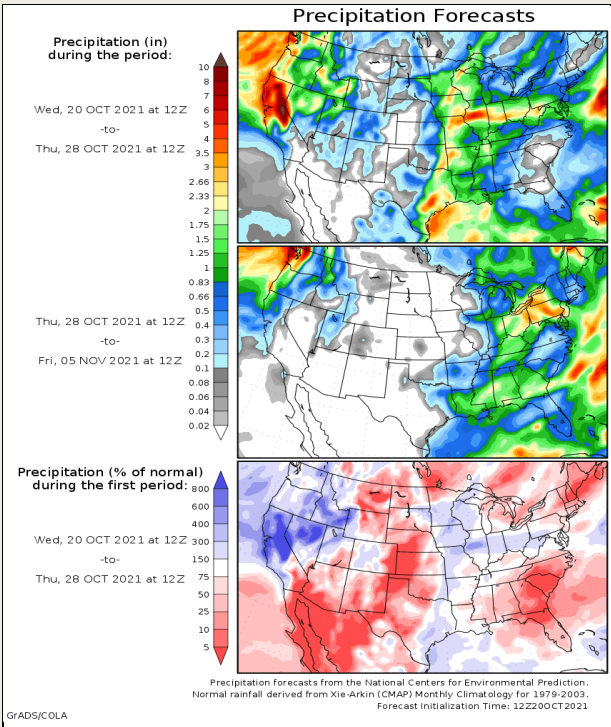 Precipitation Forecasts
Precipitation (in)
during the period:
Wed, 20 OCT 2021 at 12Z
-to-
Thu, 28 OCT 2021 at 12Z
10
8
7
6
5
4
3.5
3
2.66
2.33
2
1.75
1.5
1.25
1
0.83
0.66
0.5
0.4
0.3
0.2
0.1
0.08
0.06
0.04
0.02
Thu, 28 OCT 2021 at 12Z
-to-
Fri, 05 NOV 2021 at 12Z
Precipitation (% of normal)
during the first period:
Wed, 20 OCT 2021 at 12Z
-to-
Thu, 28 OCT 2021 at 12Z
800
600
400
300
150
75
50
25
10
5
Precipitation forecasts from the National Centers for Environmental Prediction.
Normal rainfall derived from Xie-Arkin (CMAP) Monthly Climatology for 1979-2003.
Forecast Initialization Time: 12Z20OCT2021
GrADS/COLA